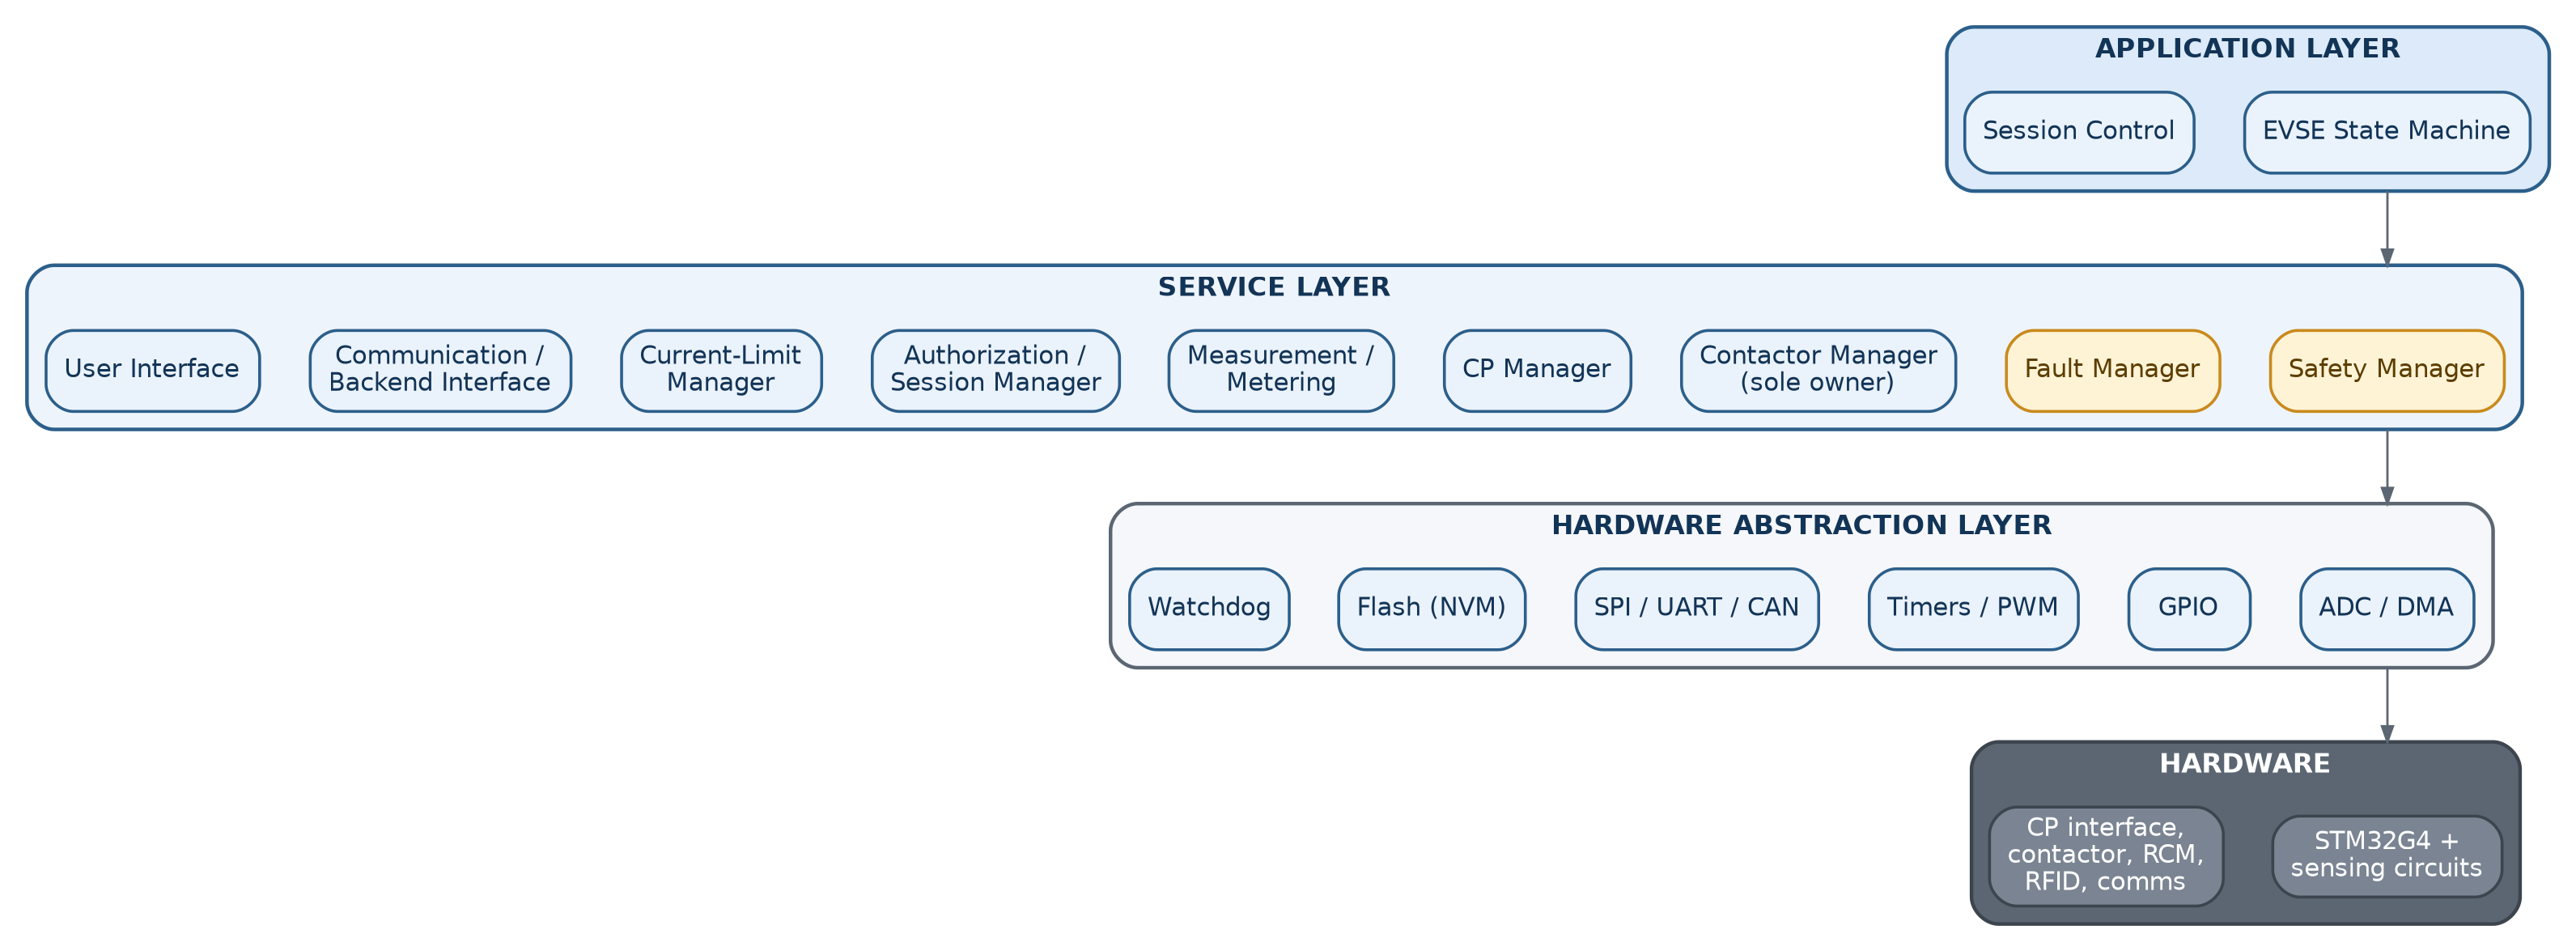 APPLICATION LAYER
Session Control
EVSE State Machine
SERVICE LAYER
User Interface
Communication /
Backend Interface
Current-Limit
Manager
Authorization /
Session Manager
Measurement /
Metering
CP Manager
Contactor Manager
(sole owner)
Fault Manager
Safety Manager
HARDWARE ABSTRACTION LAYER
Watchdog
Flash (NVM)
SPI / UART / CAN
Timers / PWM
GPIO
ADC / DMA
HARDWARE
CP interface,
contactor, RCM,
RFID, comms
STM32G4 +
sensing circuits